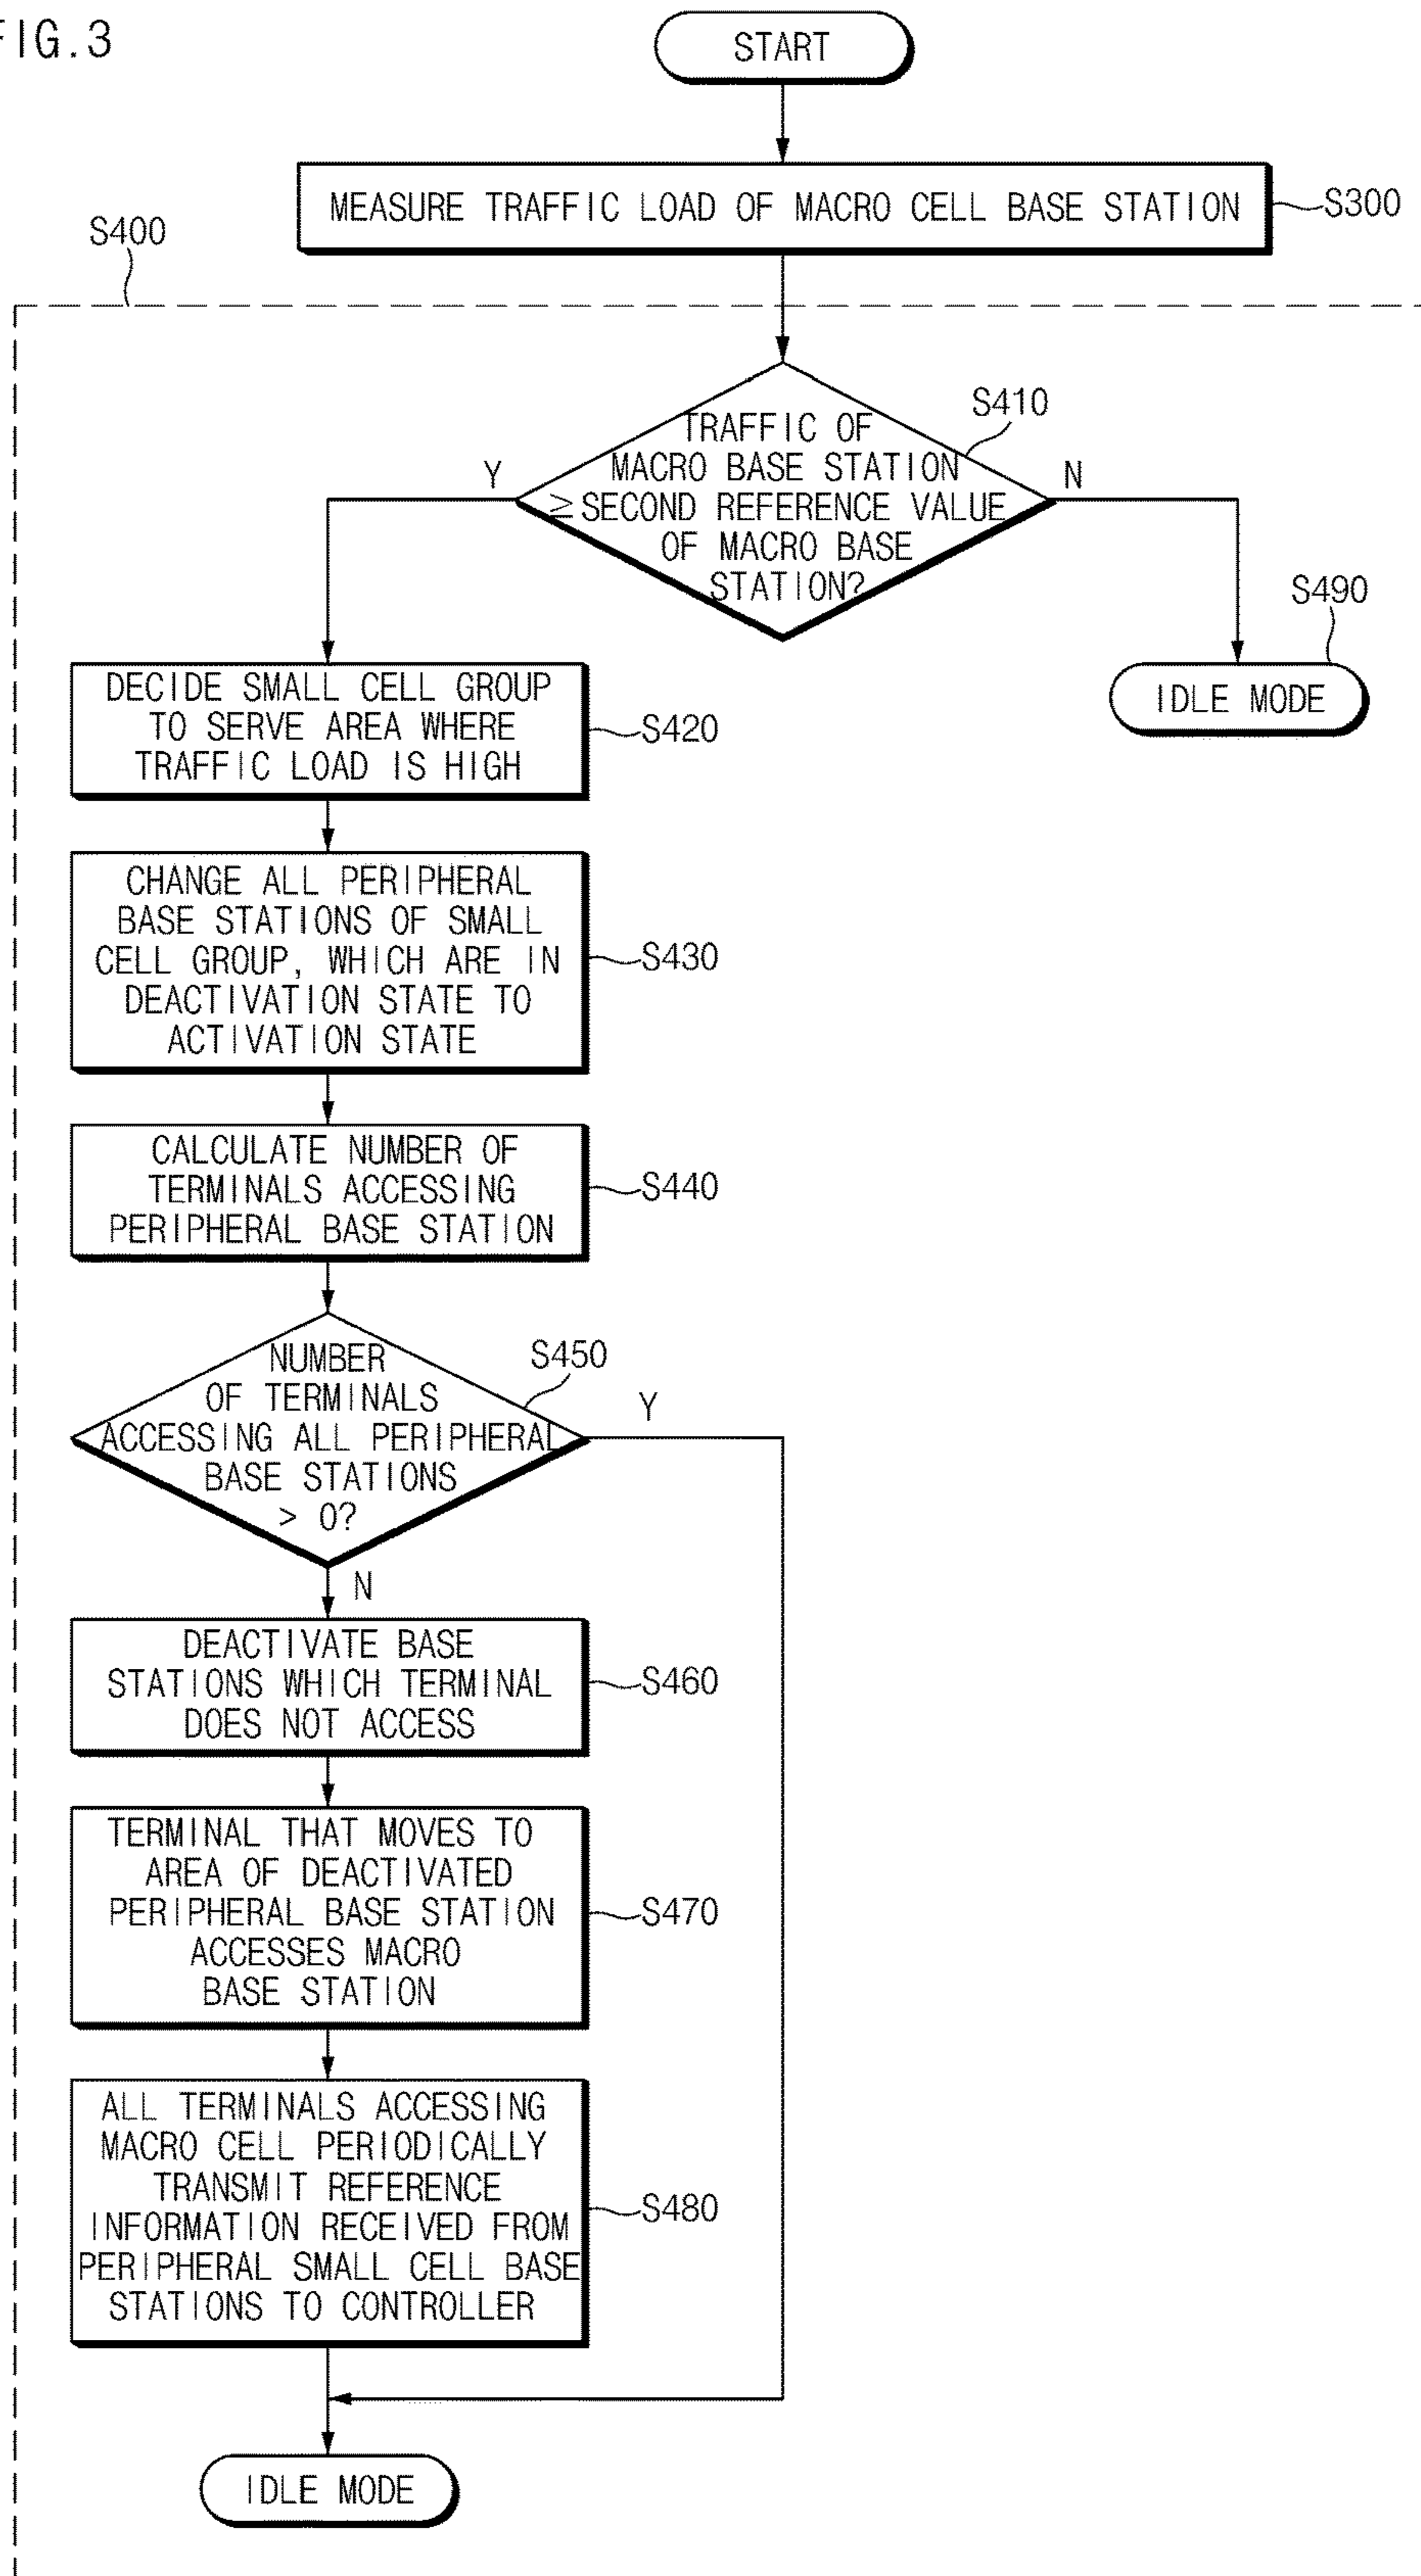 FIG.3
START
MEASURE TRAFFIC LOAD OF MACRO CELL BASE STATION
S300
S400
S410
TRAFFIC OF
MACRO BASE STATION
≥SECOND REFERENCE VALUE
OF MACRO BASE
STATION?
Y
N
S490
IDLE MODE
DECIDE SMALL CELL GROUP
TO SERVE AREA WHERE
TRAFFIC LOAD IS HIGH
S420
CHANGE ALL PERIPHERAL
BASE STATIONS OF SMALL
CELL GROUP, WHICH ARE IN
DEACTIVATION STATE TO
ACTIVATION STATE
S430
CALCULATE NUMBER OF
TERMINALS ACCESSING
PERIPHERAL BASE STATION
S440
S450
NUMBER
OF TERMINALS
ACCESSING ALL PERIPHERAL
BASE STATIONS
> 0?
Y
N
DEACTIVATE BASE
STATIONS WHICH TERMINAL
DOES NOT ACCESS
S460
TERMINAL THAT MOVES TO
AREA OF DEACTIVATED
PERIPHERAL BASE STATION
ACCESSES MACRO
BASE STATION
S470
ALL TERMINALS ACCESSING
MACRO CELL PERIODICALLY
TRANSMIT REFERENCE
INFORMATION RECEIVED FROM
PERIPHERAL SMALL CELL BASE
STATIONS TO CONTROLLER
S480
IDLE MODE